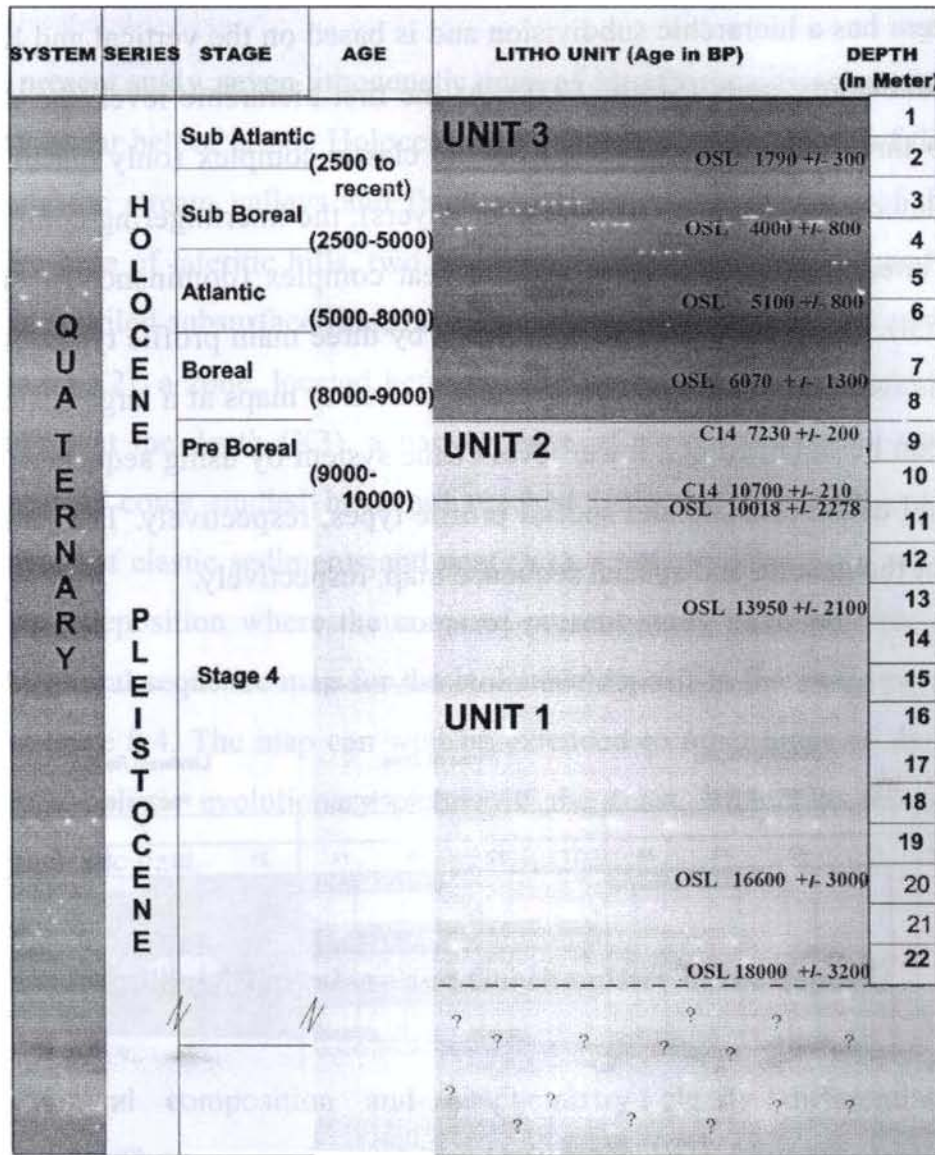 SYSTEM SERIES STAGE AGE LITHO UNIT (Age in BP) DEPTH
(In Meter)
QUATERNARY
HOLOCENE
PLEISTOCENE
Sub Atlantic
(2500 to
recent)
Sub Boreal
(2500-5000)
Atlantic
(5000-8000)
Boreal
(8000-9000)
Pre Boreal
(9000-
10000)
Stage 4
UNIT 3
OSL 1790 +/- 300
OSL 4000 +/- 800
OSL 5100 +/- 800
OSL 6070 +/- 1300
UNIT 2
C14 7230 +/- 200
C14 10700 +/- 210
OSL 10018 +/- 2278
OSL 13950 +/- 2100
UNIT 1
OSL 16600 +/- 3000
OSL 18000 +/- 3200
? ? ?
? ? ? ? ?
? ? ?
? ? ?
1
2
3
4
5
6
7
8
9
10
11
12
13
14
15
16
17
18
19
20
21
22